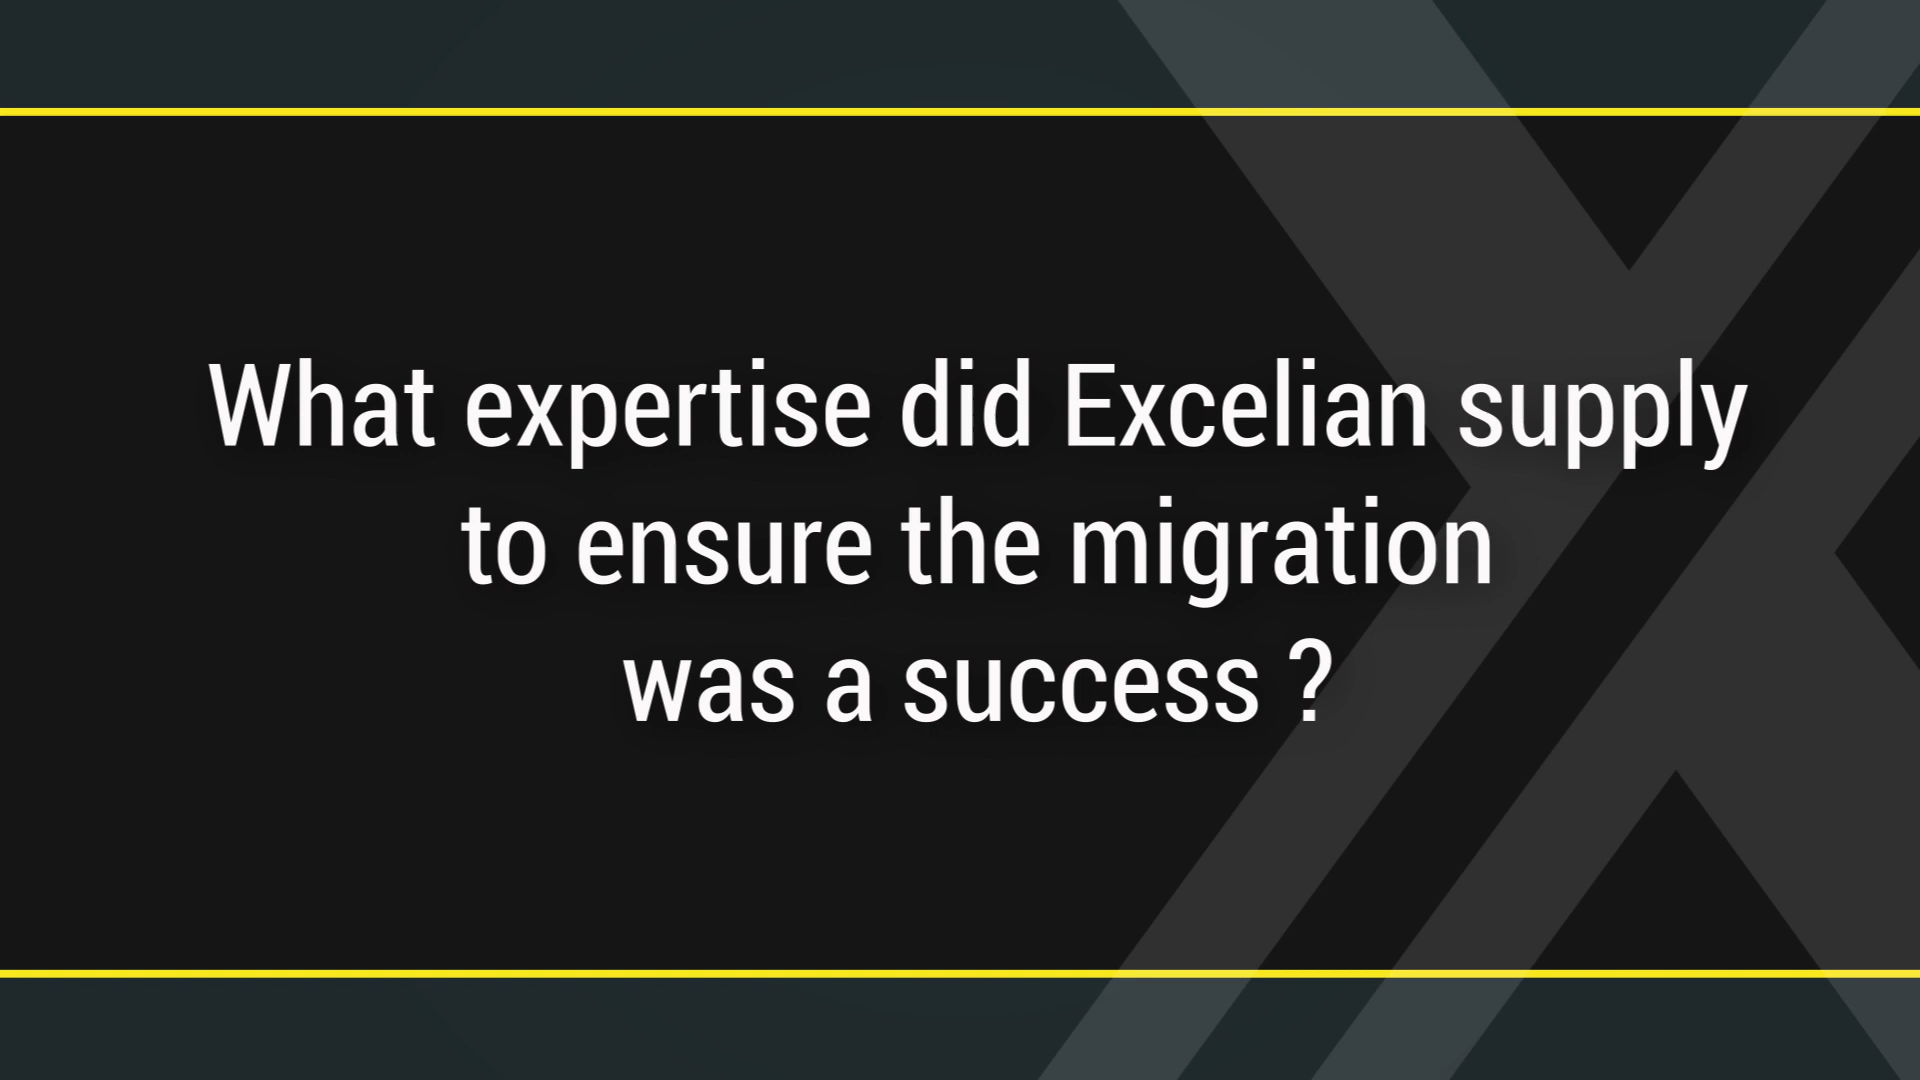 What expertise did Excelian supply
to ensure the migration
was a success ?